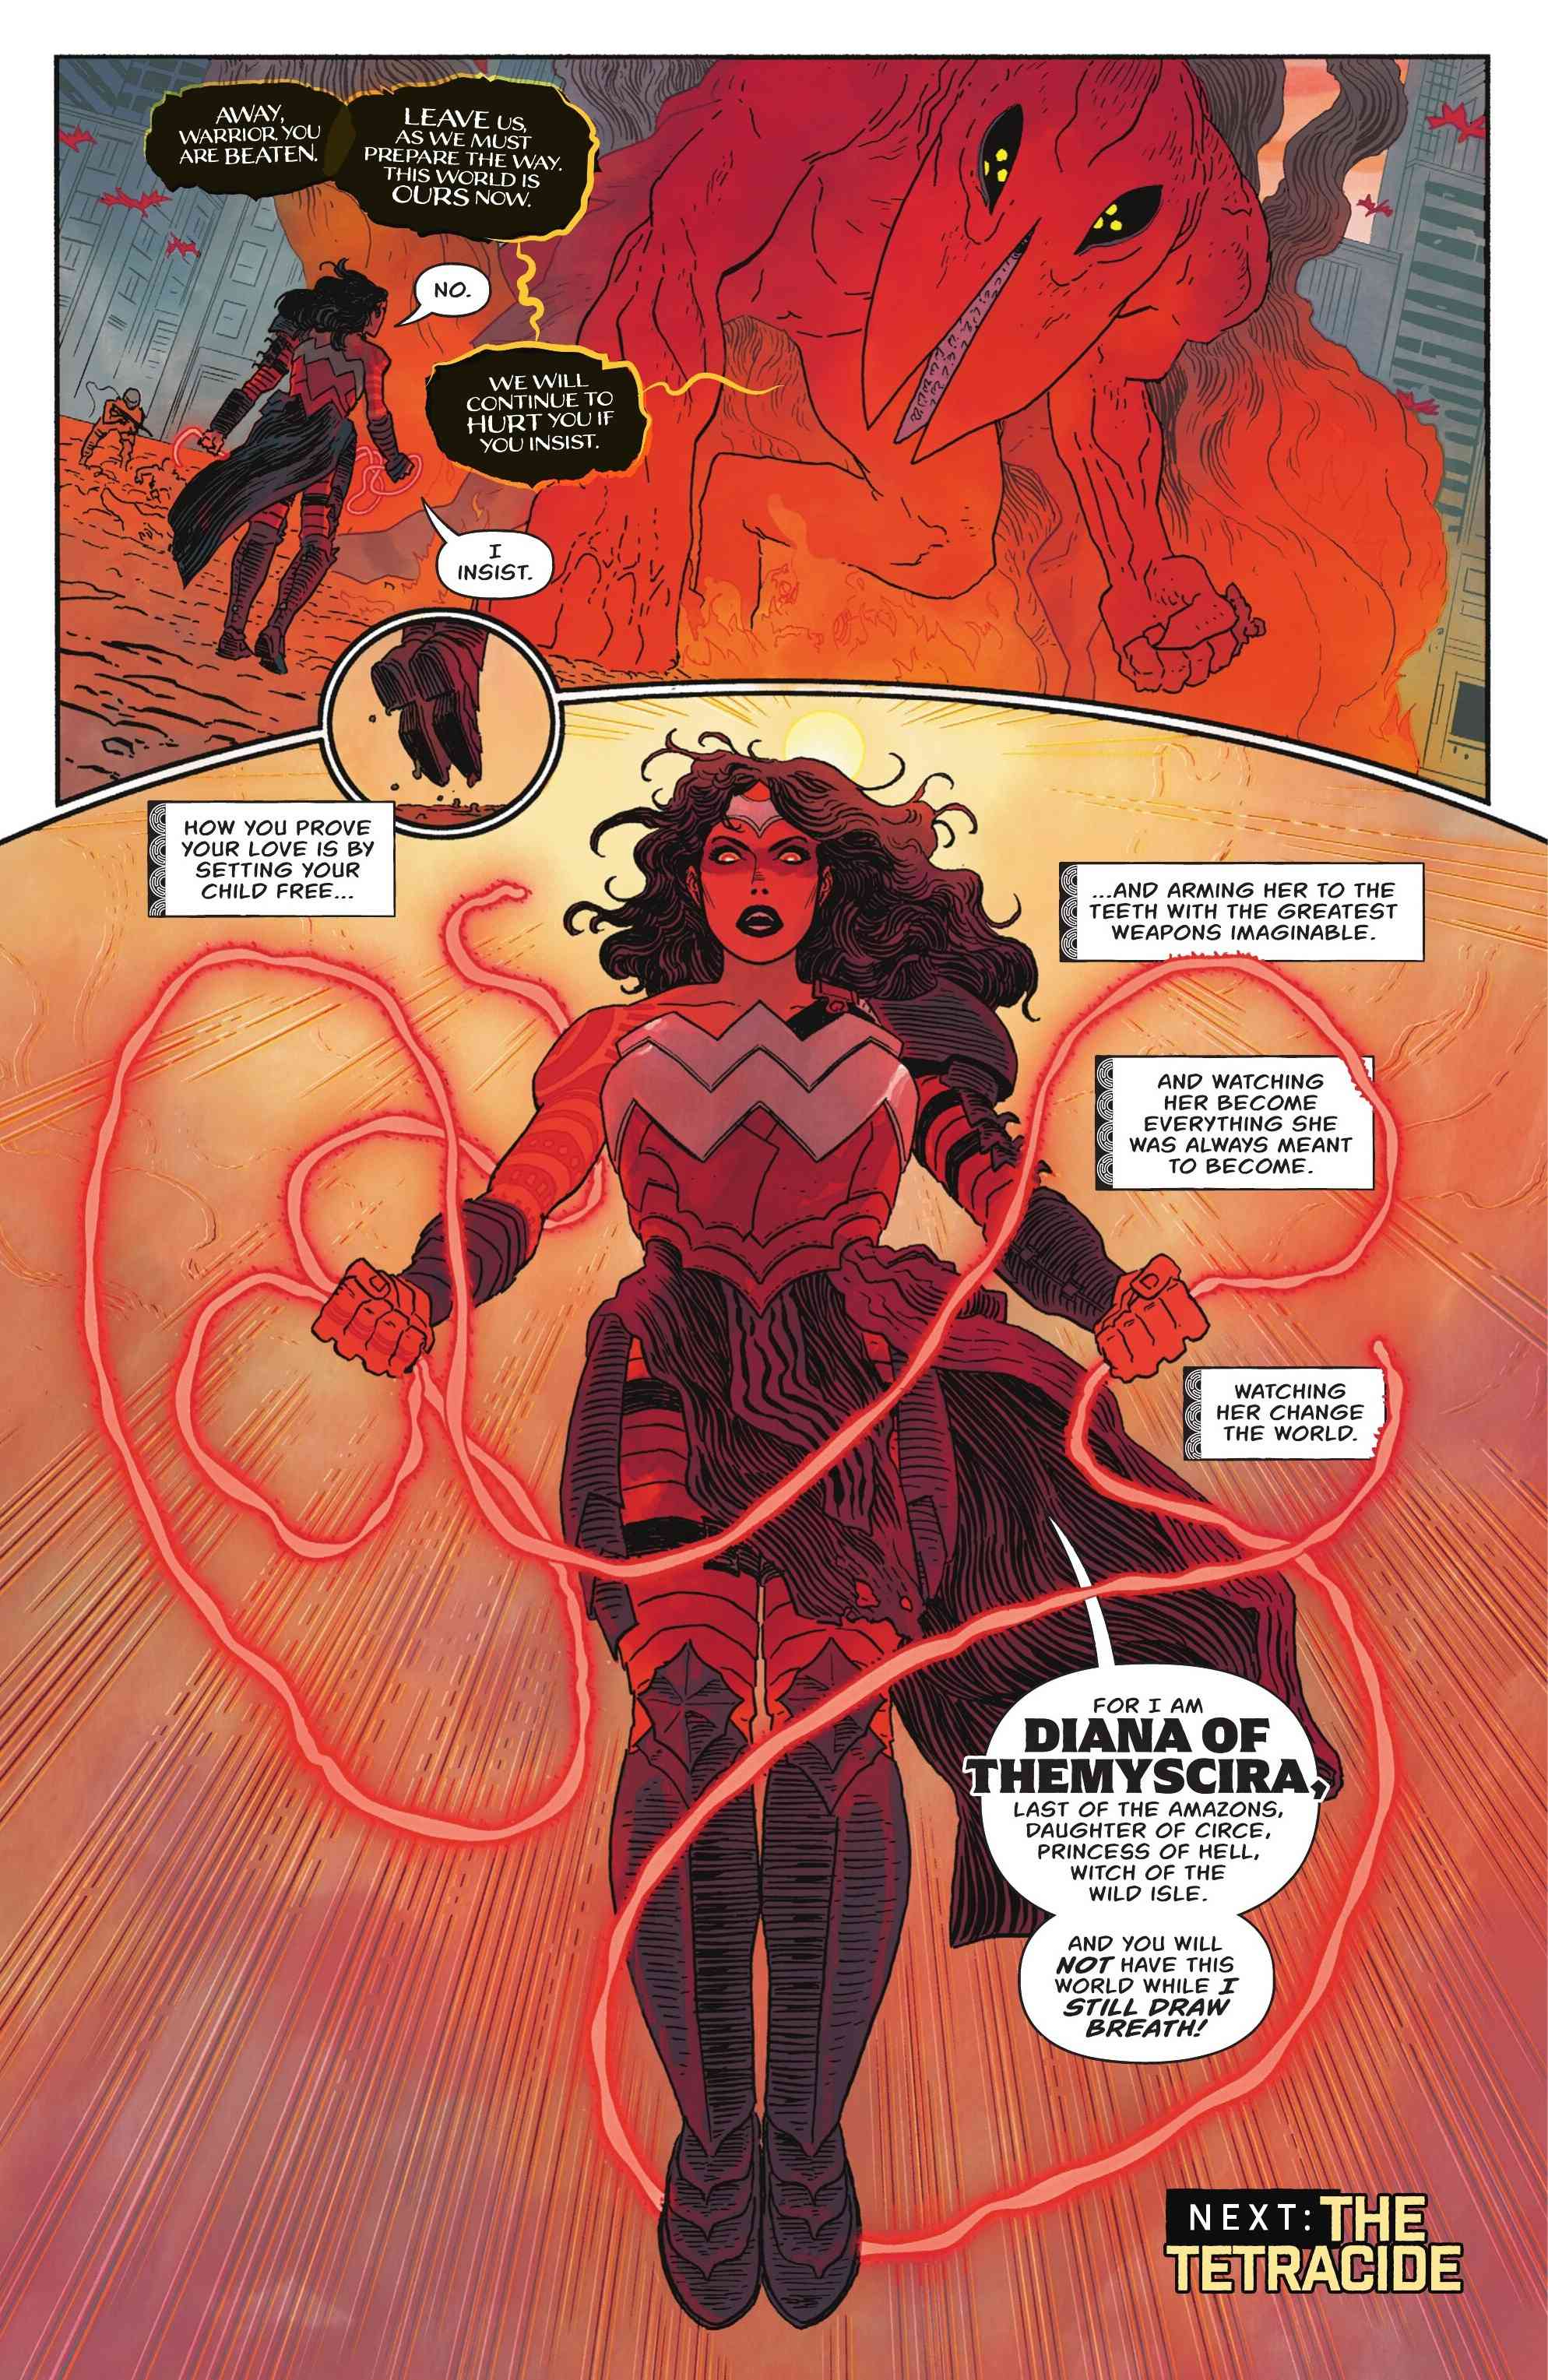 AWAY,
WARRIOR. YOU
ARE BEATEN.
LEAVE US,
AS WE MUST
PREPARE THE WAY.
THIS WORLD IS
OURS NOW.
NO.
WE WILL
CONTINUE TO
HURT YOU IF
YOU INSIST.
I
INSIST.
HOW YOU PROVE
YOUR LOVE IS BY
SETTING YOUR
CHILD FREE...
...AND ARMING HER TO THE
TEETH WITH THE GREATEST
WEAPONS IMAGINABLE.
AND WATCHING
HER BECOME
EVERYTHING SHE
WAS ALWAYS MEANT
TO BECOME.
WATCHING
HER CHANGE
THE WORLD.
FOR I AM
DIANA OF
THEMYSCIRA,
LAST OF THE AMAZONS,
DAUGHTER OF CIRCE,
PRINCESS OF HELL,
WITCH OF THE
WILD ISLE.
AND YOU WILL
NOT HAVE THIS
WORLD WHILE I
STILL DRAW
BREATH!
NEXT: THE
TETRACIDE